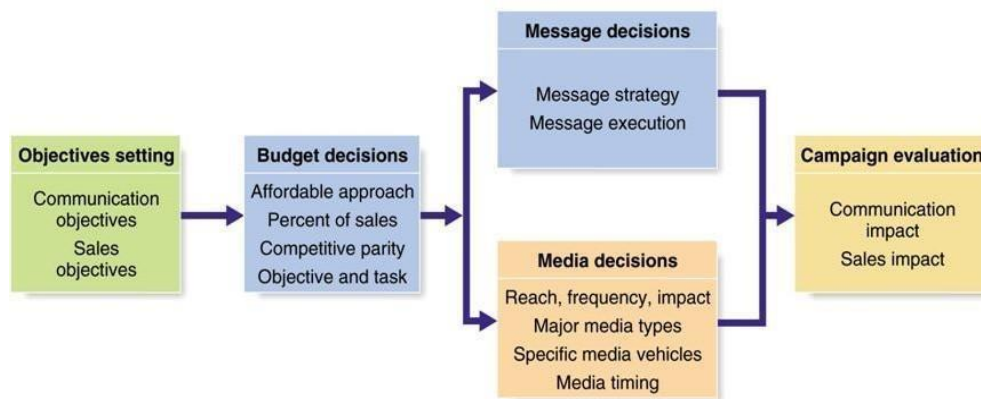 Objectives setting
Communication
objectives
Sales
objectives
Budget decisions
Affordable approach
Percent of sales
Competitive parity
Objective and task
Message decisions
Message strategy
Message execution
Media decisions
Reach, frequency, impact
Major media types
Specific media vehicles
Media timing
Campaign evaluation
Communication
impact
Sales impact